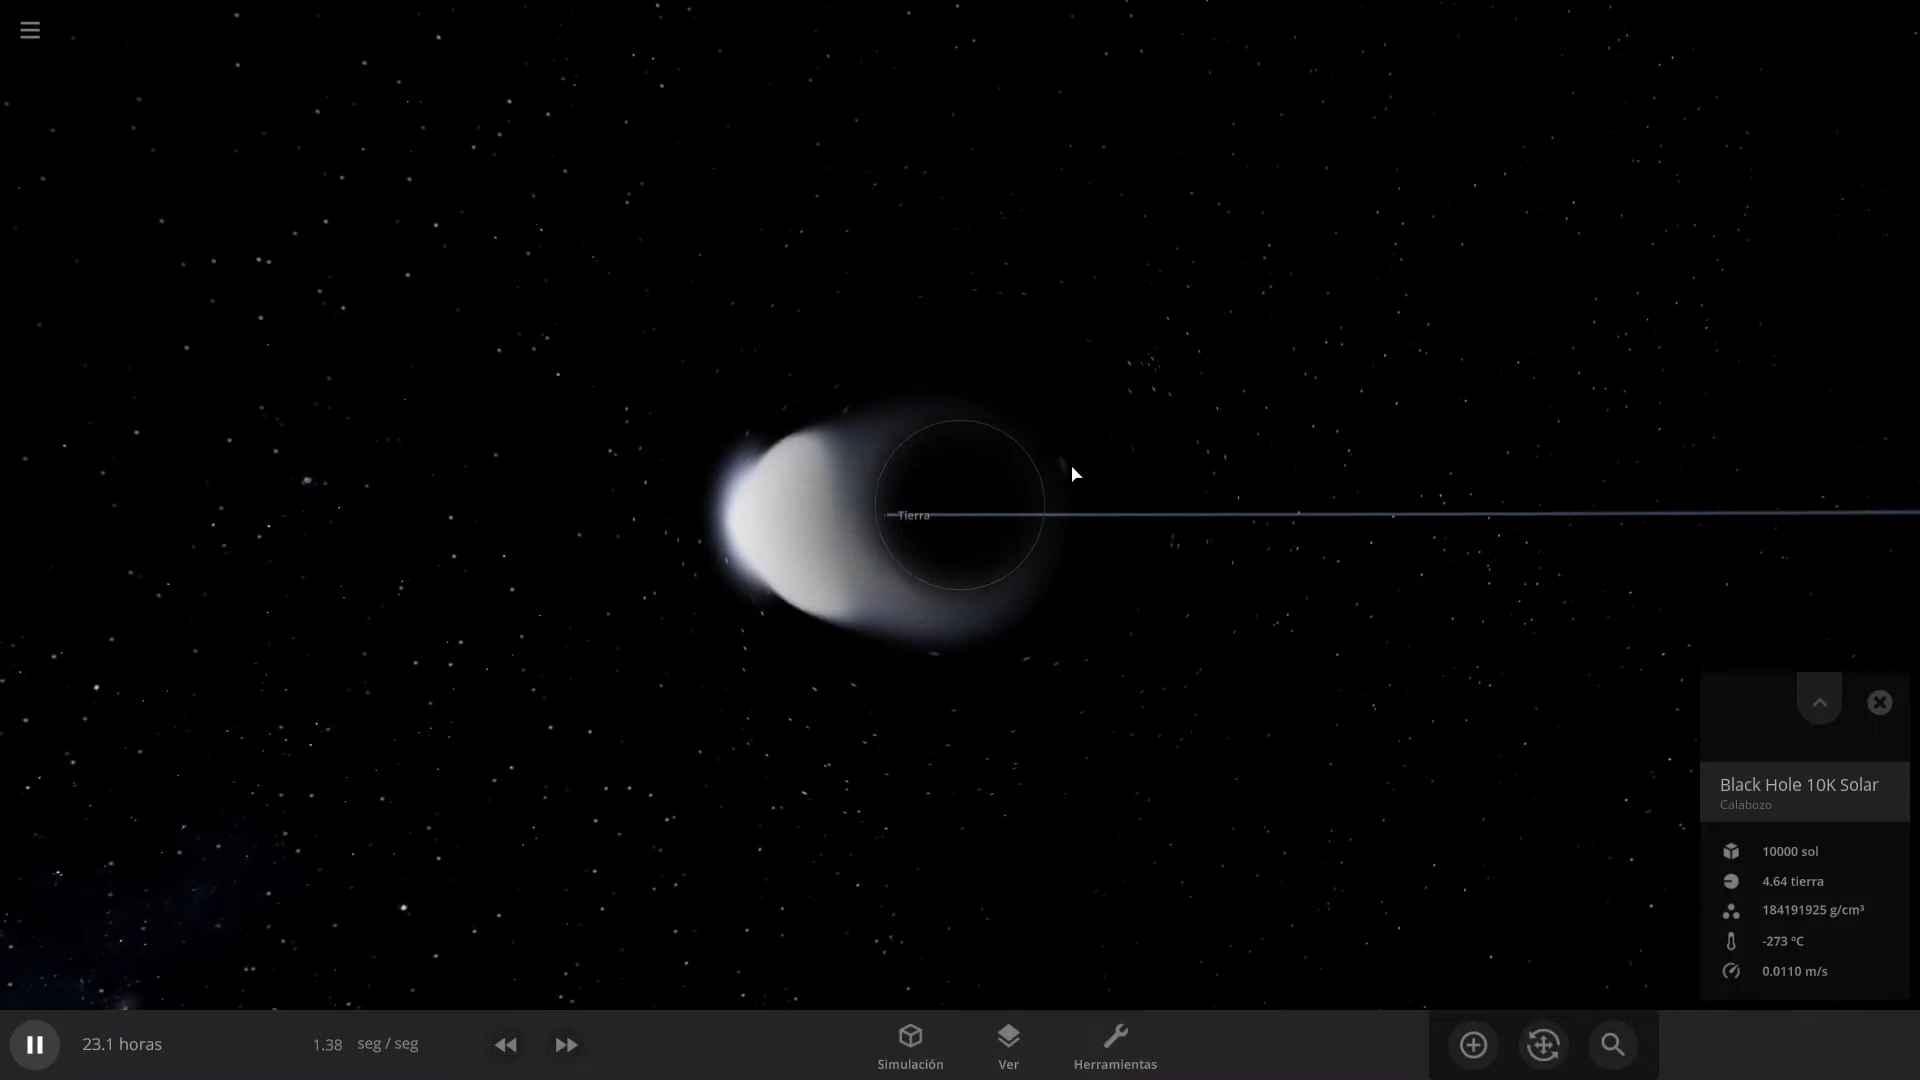 Tierra
Black Hole 10K Solar
Calabozo
10000 sol
4.64 tierra
184191925 g/cm³
-273 °C
0.0110 m/s
23.1 horas
1.38 seg / seg
Simulación
Ver
Herramientas